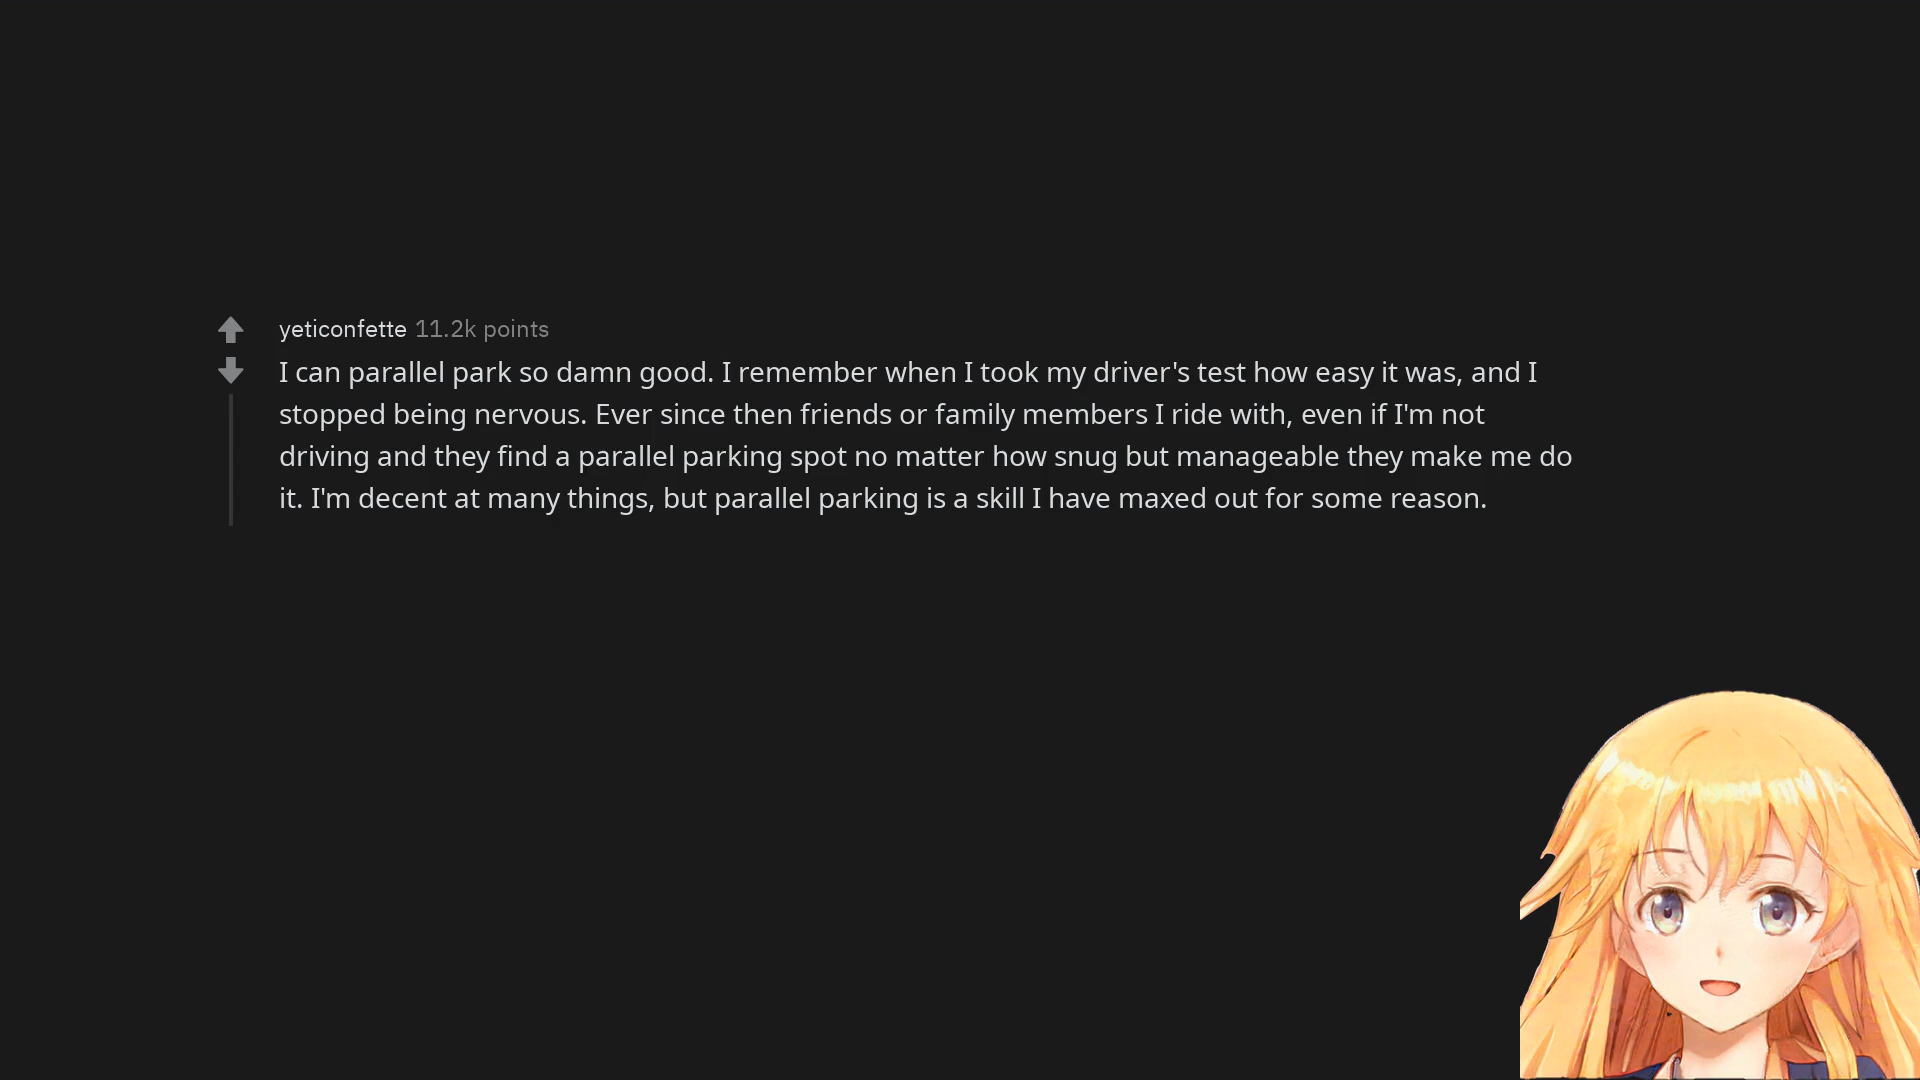 yeticonfette 11.2k points
I can parallel park so damn good. I remember when I took my driver's test how easy it was, and I
stopped being nervous. Ever since then friends or family members I ride with, even if I'm not
driving and they find a parallel parking spot no matter how snug but manageable they make me do
it. I'm decent at many things, but parallel parking is a skill I have maxed out for some reason.